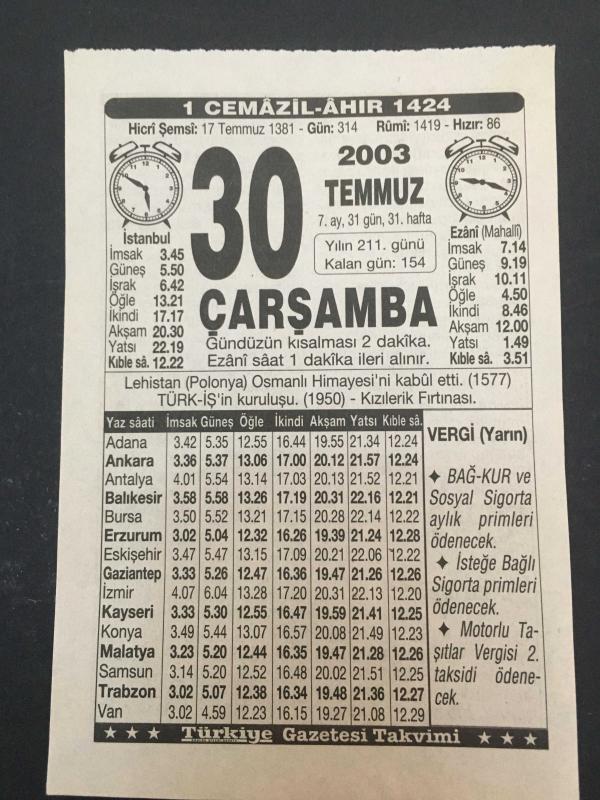 1 CEMÂZİL-ÂHIR 1424
Hicrî Şemsî: 17 Temmuz 1381 - Gün: 314 Rûmî: 1419 - Hızır: 86
30
2003
TEMMUZ
7. ay, 31 gün, 31. hafta
Yılın 211. günü
Kalan gün: 154
ÇARŞAMBA
Gündüzün kısalması 2 dakîka.
Ezânî sâat 1 dakîka ileri alınır.
İstanbul
İmsak 3.45
Güneş 5.50
İşrak 6.42
Öğle 13.21
İkindi 17.17
Akşam 20.30
Yatsı 22.19
Kıble sâ. 12.22
Ezânî (Mahallî)
İmsak 7.14
Güneş 9.19
İşrak 10.11
Öğle 4.50
İkindi 8.46
Akşam 12.00
Yatsı 1.49
Kıble sâ. 3.51
Lehistan (Polonya) Osmanlı Himayesi'ni kabûl etti. (1577)
TÜRK-İŞ'in kuruluşu. (1950) - Kızılerik Fırtınası.
Yaz sâati İmsak Güneş Öğle İkindi Akşam Yatsı Kıble sâ.
Adana 3.42 5.35 12.55 16.44 19.55 21.34 12.24
Ankara 3.36 5.37 13.06 17.00 20.12 21.57 12.24
Antalya 4.01 5.54 13.14 17.03 20.13 21.52 12.21
Balıkesir 3.58 5.58 13.26 17.19 20.31 22.16 12.21
Bursa 3.50 5.52 13.21 17.15 20.28 22.14 12.22
Erzurum 3.02 5.04 12.32 16.26 19.39 21.24 12.28
Eskişehir 3.47 5.47 13.15 17.09 20.21 22.06 12.22
Gaziantep 3.33 5.26 12.47 16.36 19.47 21.26 12.26
İzmir 4.07 6.04 13.28 17.20 20.31 22.13 12.20
Kayseri 3.33 5.30 12.55 16.47 19.59 21.41 12.25
Konya 3.49 5.44 13.07 16.57 20.08 21.49 12.23
Malatya 3.23 5.20 12.44 16.35 19.47 21.28 12.26
Samsun 3.14 5.20 12.52 16.48 20.02 21.51 12.25
Trabzon 3.02 5.07 12.38 16.34 19.48 21.36 12.27
Van 3.02 4.59 12.23 16.15 19.27 21.08 12.29
VERGİ (Yarın)
✦ BAĞ-KUR ve
Sosyal Sigorta
aylık primleri
ödenecek.
✦ İsteğe Bağlı
Sigorta primleri
ödenecek.
✦ Motorlu Ta-
şıtlar Vergisi 2.
taksidi ödene-
cek.
★ ★ ★ Türkiye Gazetesi Takvimi ★ ★ ★